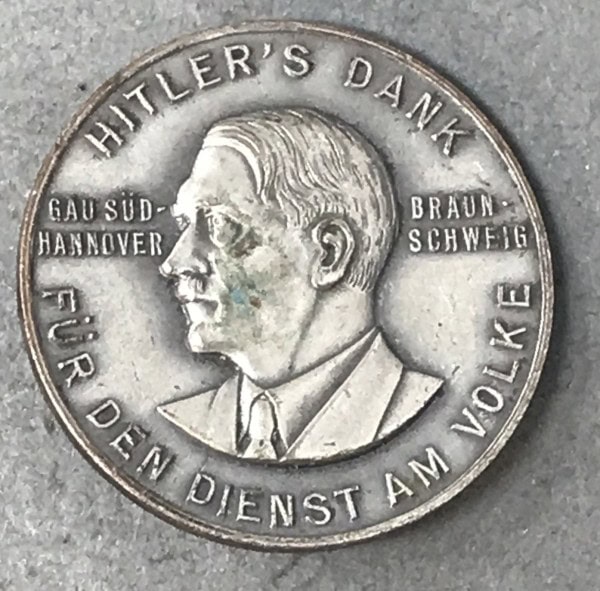 HITLER'S DANK
GAU SÜD-
HANNOVER
BRAUN-
SCHWEIG
FÜR DEN DIENST AM VOLKE